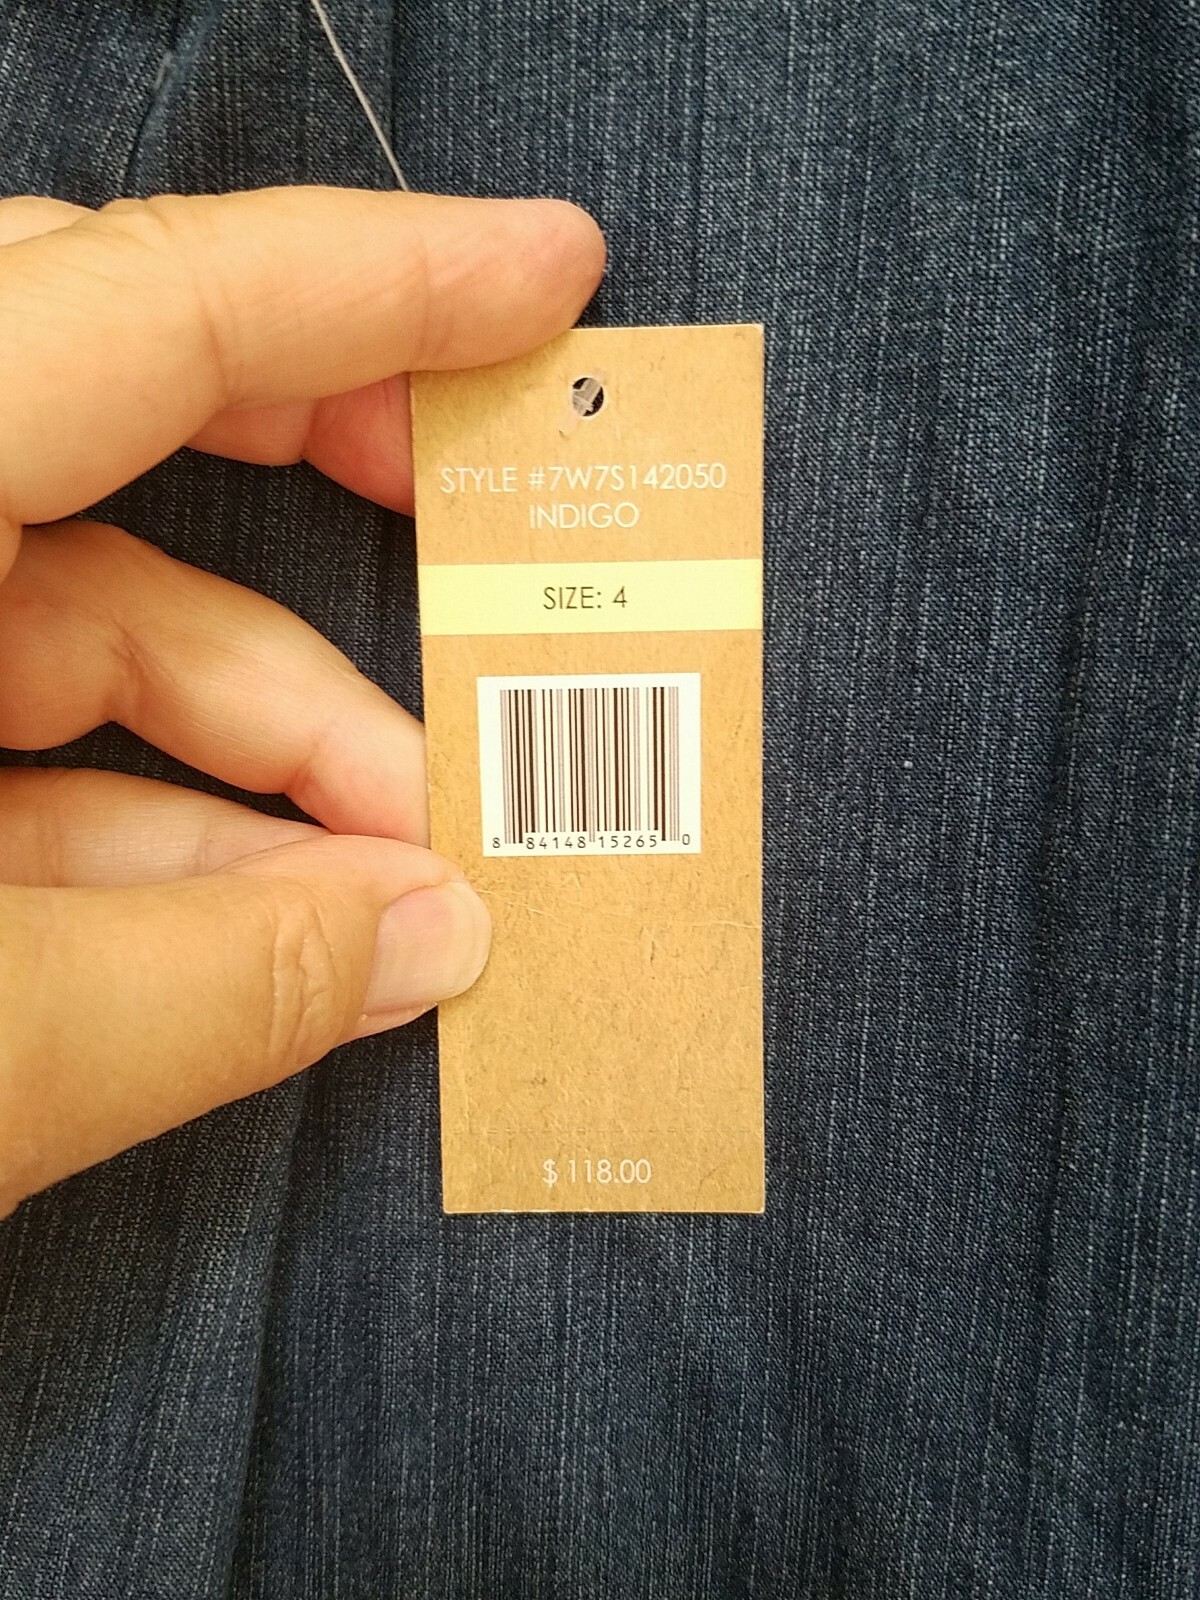 STYLE #7W7S142050
INDIGO
SIZE: 4
8 84148 15265 0
$ 118.00